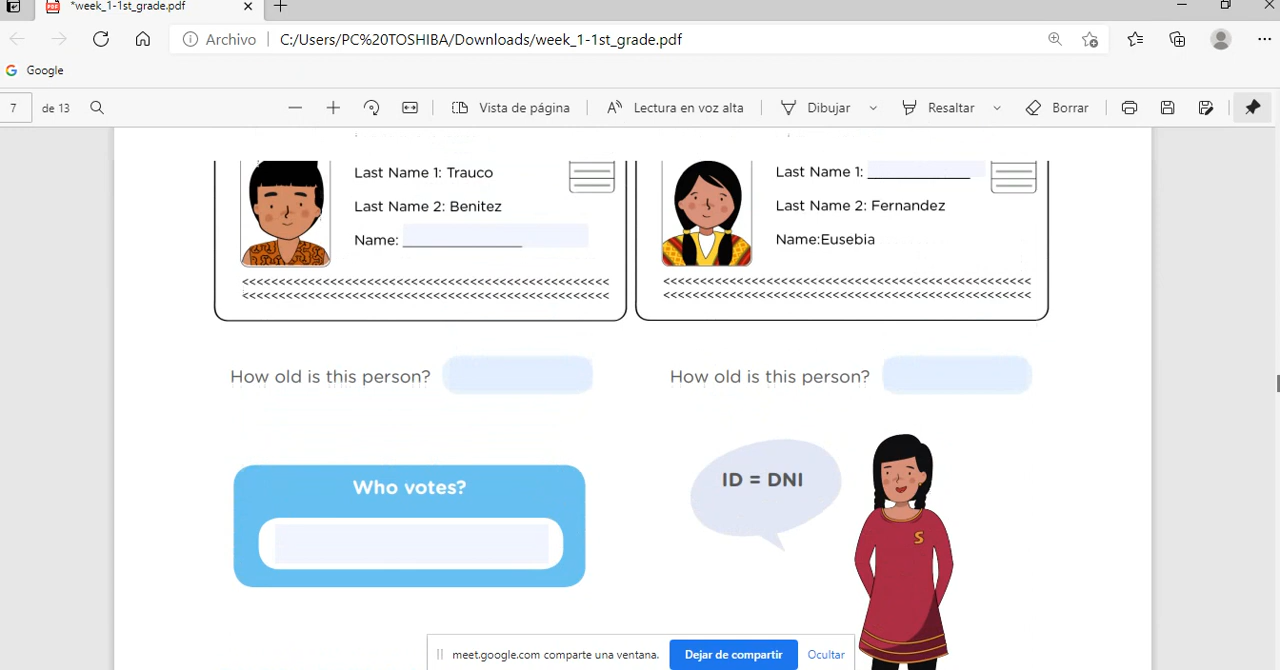 *week_1-1st_grade.pdf
Archivo C:/Users/PC%20TOSHIBA/Downloads/week_1-1st_grade.pdf
Google
7 de 13 Vista de página Lectura en voz alta Dibujar Resaltar Borrar
Last Name 1: Trauco
Last Name 2: Benitez
Name: ____________
<<<<<<<<<<<<<<<<<<<<<<<<<<<<<<<<<<<<<<<<<<<<<<<<<<
<<<<<<<<<<<<<<<<<<<<<<<<<<<<<<<<<<<<<<<<<<<<<<<<<<
Last Name 1: ____________
Last Name 2: Fernandez
Name:Eusebia
<<<<<<<<<<<<<<<<<<<<<<<<<<<<<<<<<<<<<<<<<<<<<<<<<<
<<<<<<<<<<<<<<<<<<<<<<<<<<<<<<<<<<<<<<<<<<<<<<<<<<
How old is this person?
How old is this person?
Who votes?
ID = DNI
S
meet.google.com comparte una ventana. Dejar de compartir Ocultar